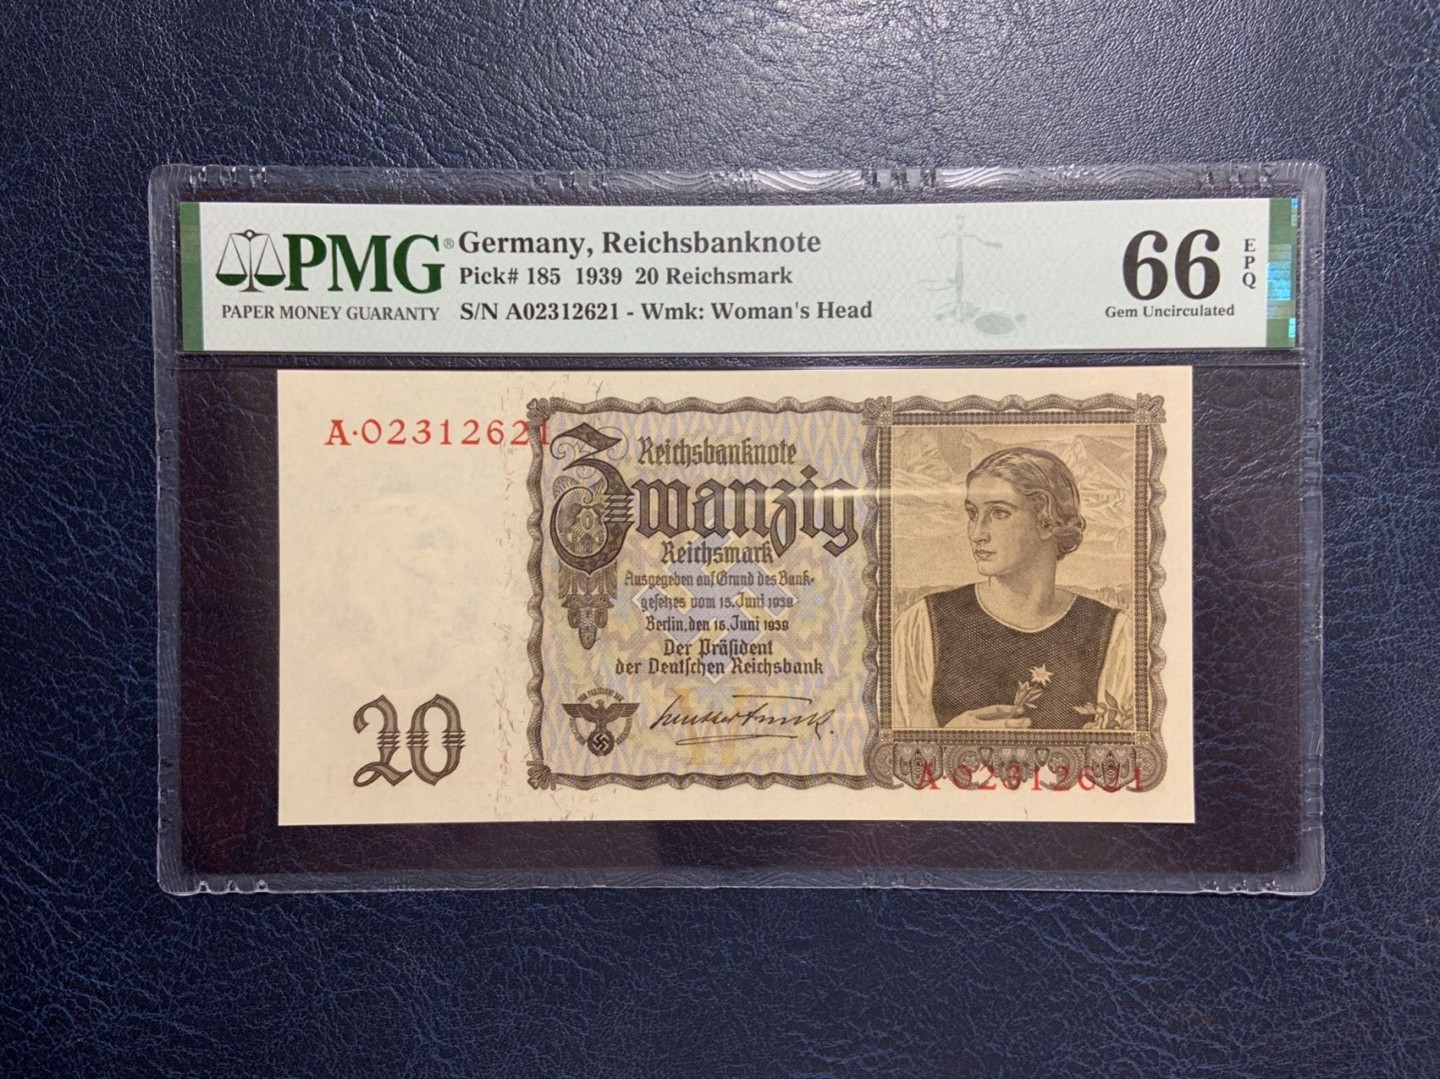 PMG®
PAPER MONEY GUARANTY
Germany, Reichsbanknote
Pick# 185 1939 20 Reichsmark
S/N A02312621 - Wmk: Woman's Head
66
EPQ
Gem Uncirculated
A·02312621
Reichsbanknote
Zwanzig
Reichsmark
Ausgegeben auf Grund des Bank-
gesetzes vom 15. Juni 1939
Berlin, den 16. Juni 1939
Der Präsident
der Deutschen Reichsbank
20
A·02312621